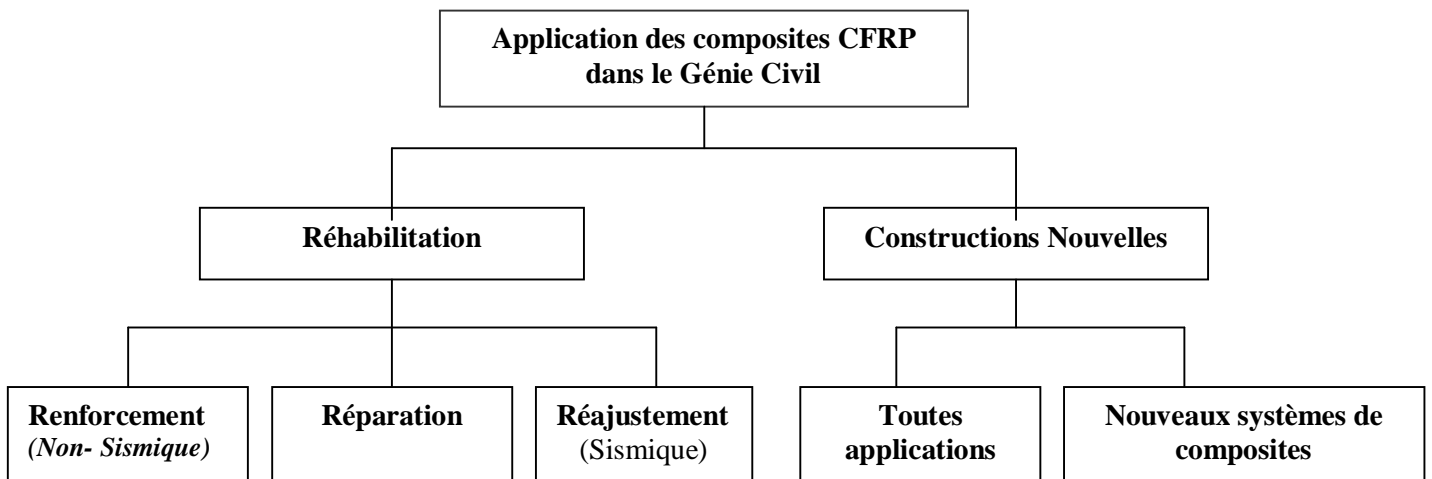 Application des composites CFRP
dans le Génie Civil
Réhabilitation
Constructions Nouvelles
Renforcement
(Non- Sismique)
Réparation
Réajustement
(Sismique)
Toutes
applications
Nouveaux systèmes de
composites